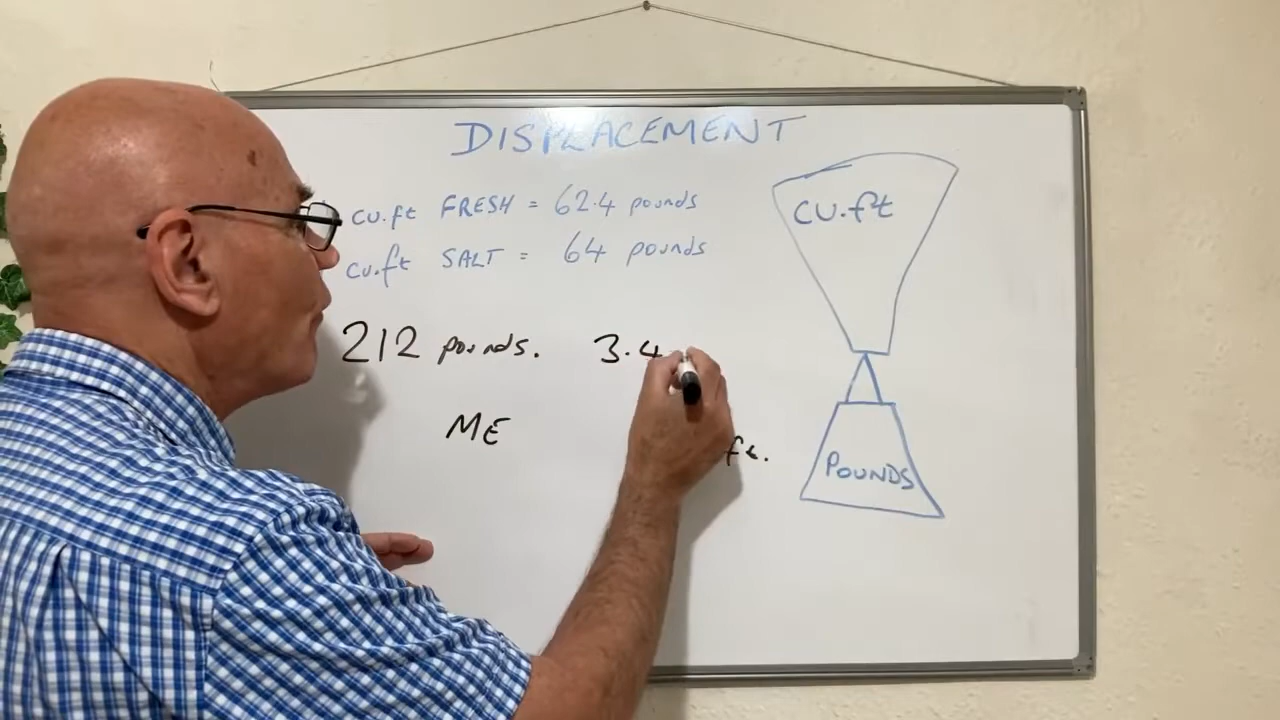 DISPLACEMENT
cu.ft FRESH = 62.4 pounds
cu.ft SALT = 64 pounds
212 pounds. 3.4
ME
ft.
cu.ft
POUNDS